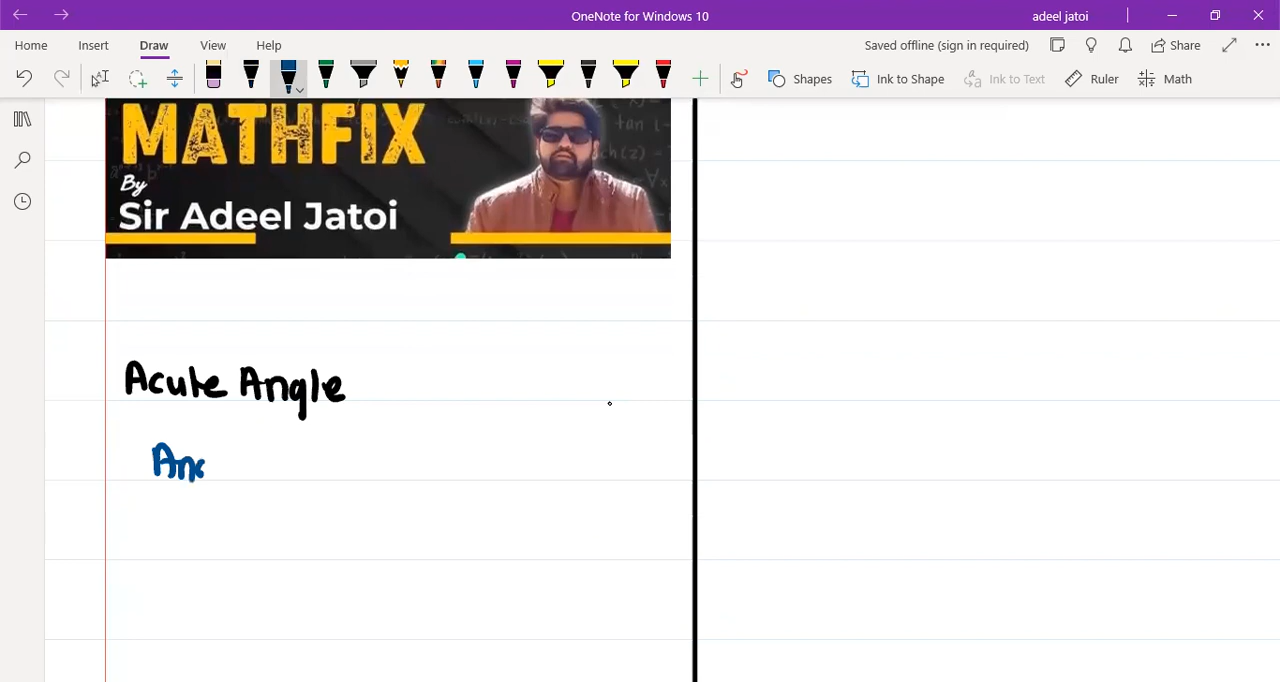 OneNote for Windows 10
adeel jatoi
Home Insert Draw View Help
Saved offline (sign in required)
Share
Shapes
Ink to Shape
Ink to Text
Ruler
Math
MATHFIX
By
Sir Adeel Jatoi
Acute Angle